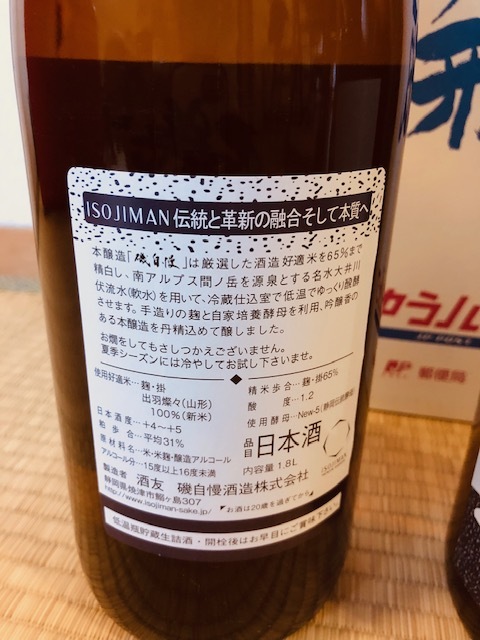 ISOJIMAN 伝統と革新の融合そして本質へ
本醸造「磯自慢」は厳選した酒造好適米を65%まで
精白し、南アルプス間ノ岳を源泉とする名水大井川
伏流水(軟水)を用いて、冷蔵仕込室で低温でゆっくり醗酵
させます。手造りの麹と自家培養酵母を利用、吟醸香の
ある本醸造を丹精込めて醸しました。
お燗をしてもさしつかえございません。
夏季シーズンには冷やしてお試し下さいませ。
使用好適米…麹・掛
出羽燦々(山形)
100%(新米)
日本酒度…+4〜+5
粕歩合…平均31%
原材料名…米・米麹・醸造アルコール
アルコール分…15度以上16度未満
精米歩合…麹・掛65%
酸度…1.2
使用酵母…New-5(静岡伝統酵母)
品目 日本酒
内容量 1.8L
ISOJIMAN
製造者 酒友 磯自慢酒造株式会社
静岡県焼津市鰯ヶ島307
http://www.isojiman-sake.jp/
お酒は20歳を過ぎてから
低温瓶貯蔵生詰酒・開栓後はお早目にご賞味下さい
ゆうパ
郵便局